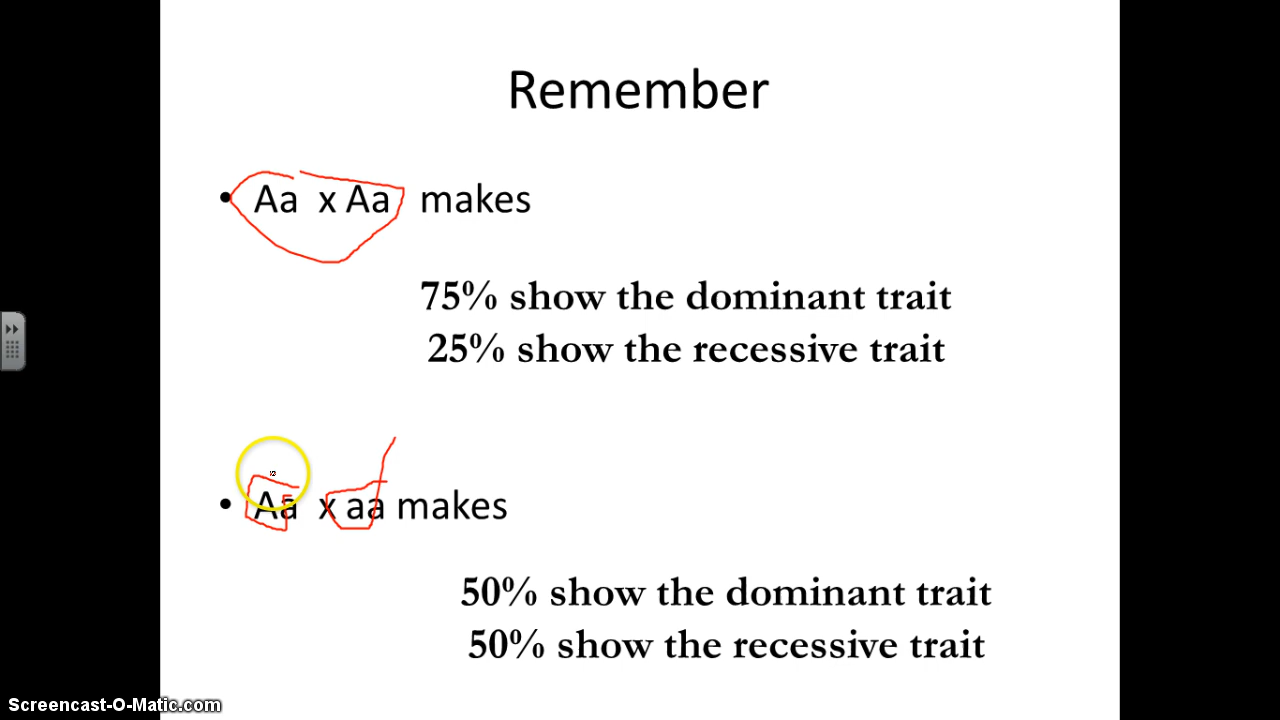 Remember
• Aa x Aa makes
75% show the dominant trait
25% show the recessive trait
• Aa x aa makes
50% show the dominant trait
50% show the recessive trait
Screencast-O-Matic.com